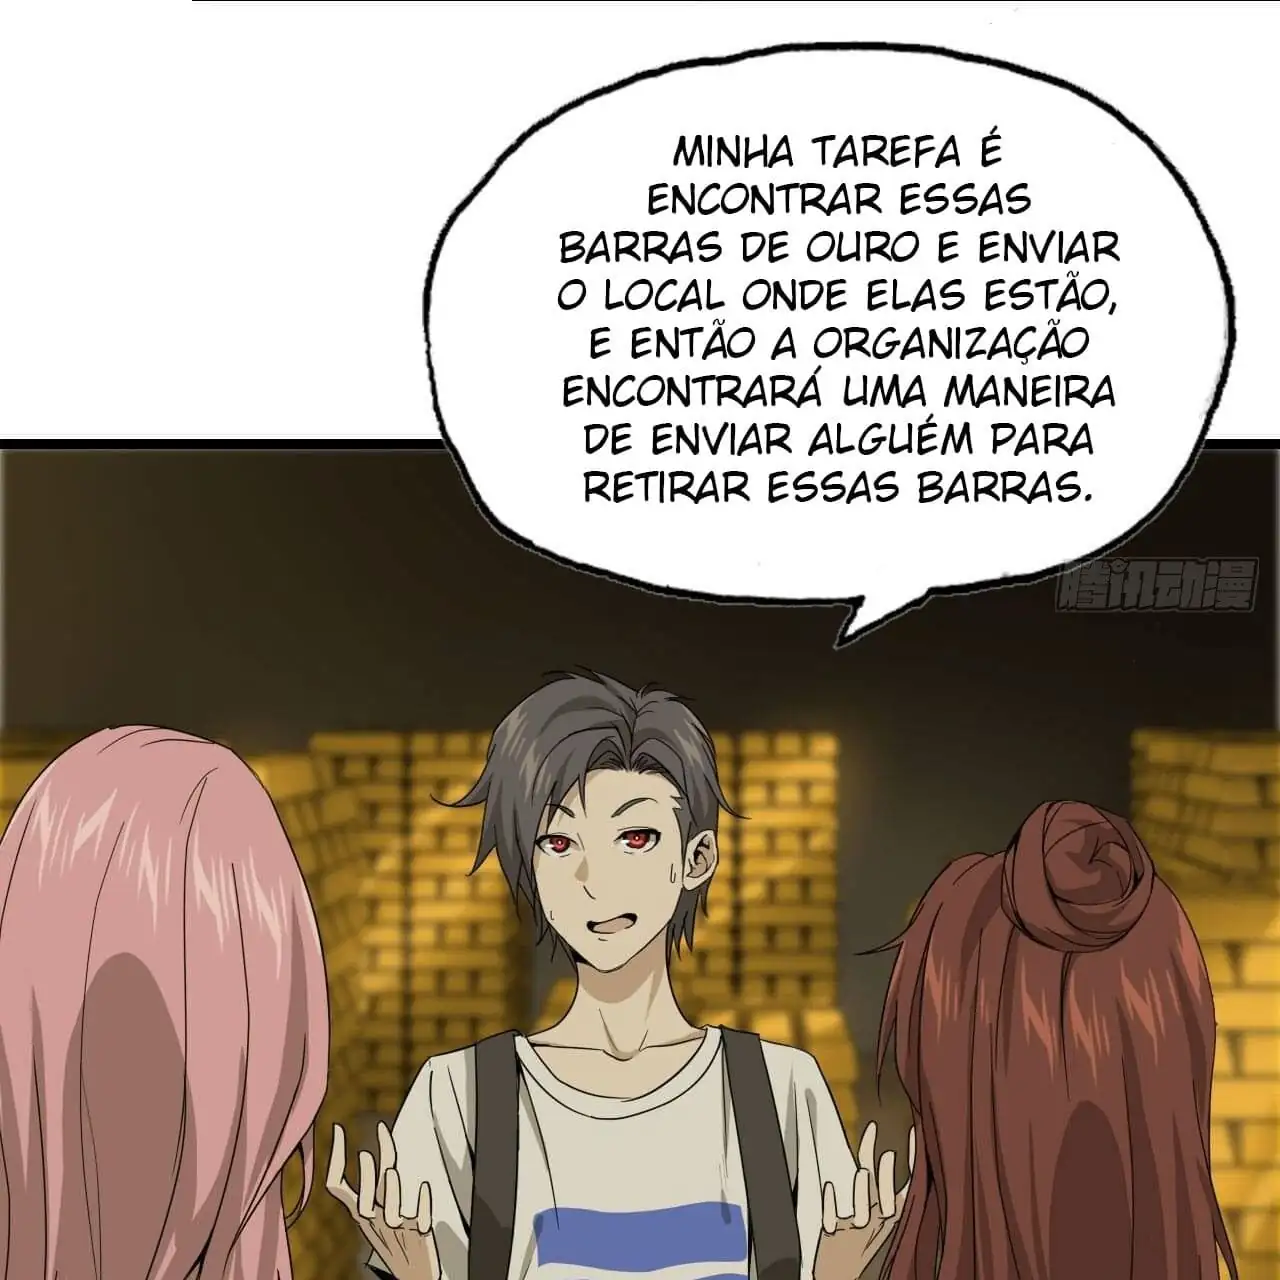 MINHA TAREFA É
ENCONTRAR ESSAS
BARRAS DE OURO E ENVIAR
O LOCAL ONDE ELAS ESTÃO,
E ENTÃO A ORGANIZAÇÃO
ENCONTRARÁ UMA MANEIRA
DE ENVIAR ALGUÉM PARA
RETIRAR ESSAS BARRAS.
腾讯动漫